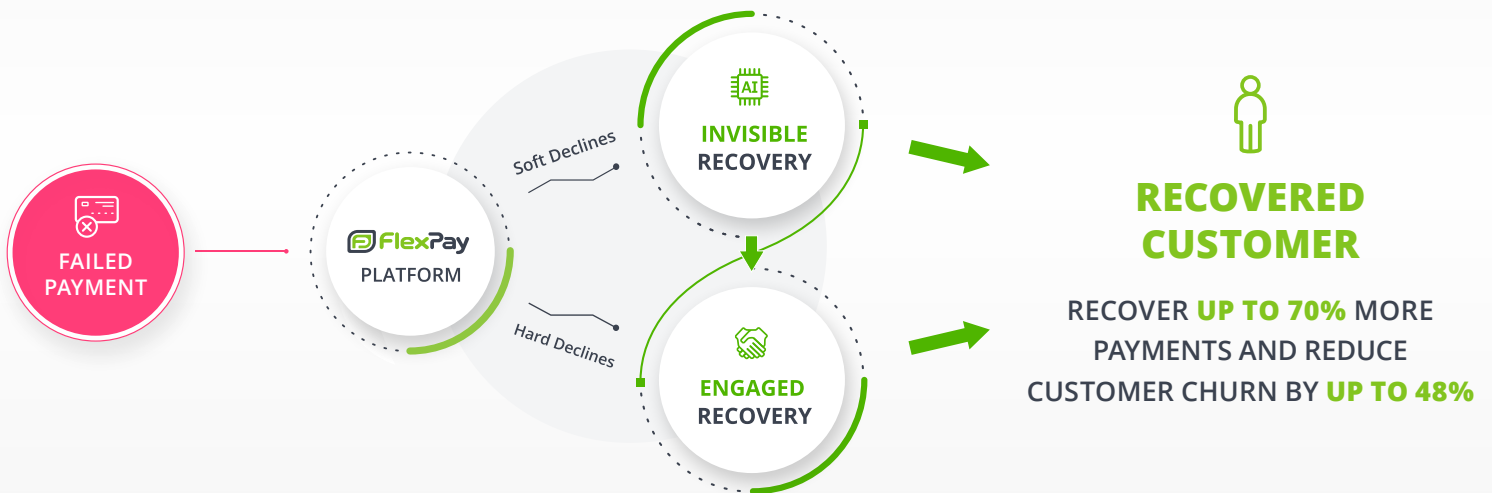 FAILED
PAYMENT
FlexPay
PLATFORM
Soft Declines
Hard Declines
AI
INVISIBLE
RECOVERY
ENGAGED
RECOVERY
RECOVERED
CUSTOMER
RECOVER UP TO 70% MORE
PAYMENTS AND REDUCE
CUSTOMER CHURN BY UP TO 48%